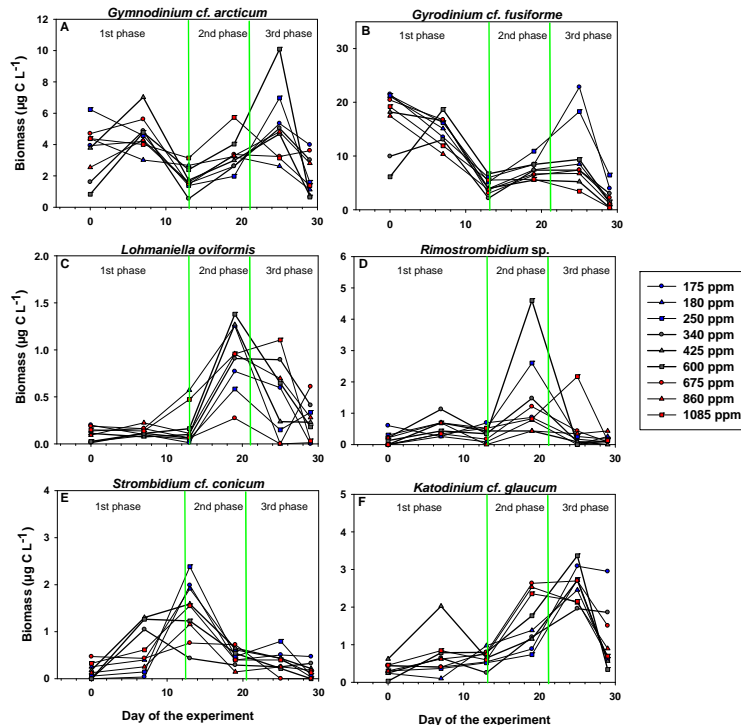 Gymnodinium cf. arcticum
Gyrodinium cf. fusiforme
A
1st phase
2nd phase
3rd phase
12
10
8
6
4
2
0
Biomass (µg C L⁻¹)
0 10 20 30
B
1st phase
2nd phase
3rd phase
30
20
10
0
0 10 20 30
Lohmaniella oviformis
Rimostrombidium sp.
C
1st phase
2nd phase
3rd phase
2.0
1.5
1.0
0.5
0.0
Biomass (µg C L⁻¹)
0 10 20 30
D
1st phase
2nd phase
3rd phase
6
5
4
3
2
1
0
0 10 20 30
175 ppm
180 ppm
250 ppm
340 ppm
425 ppm
600 ppm
675 ppm
860 ppm
1085 ppm
Strombidium cf. conicum
Katodinium cf. glaucum
E
1st phase
2nd phase
3rd phase
4
3
2
1
0
Biomass (µg C L⁻¹)
0 10 20 30
Day of the experiment
F
1st phase
2nd phase
3rd phase
5
4
3
2
1
0
0 10 20 30
Day of the experiment